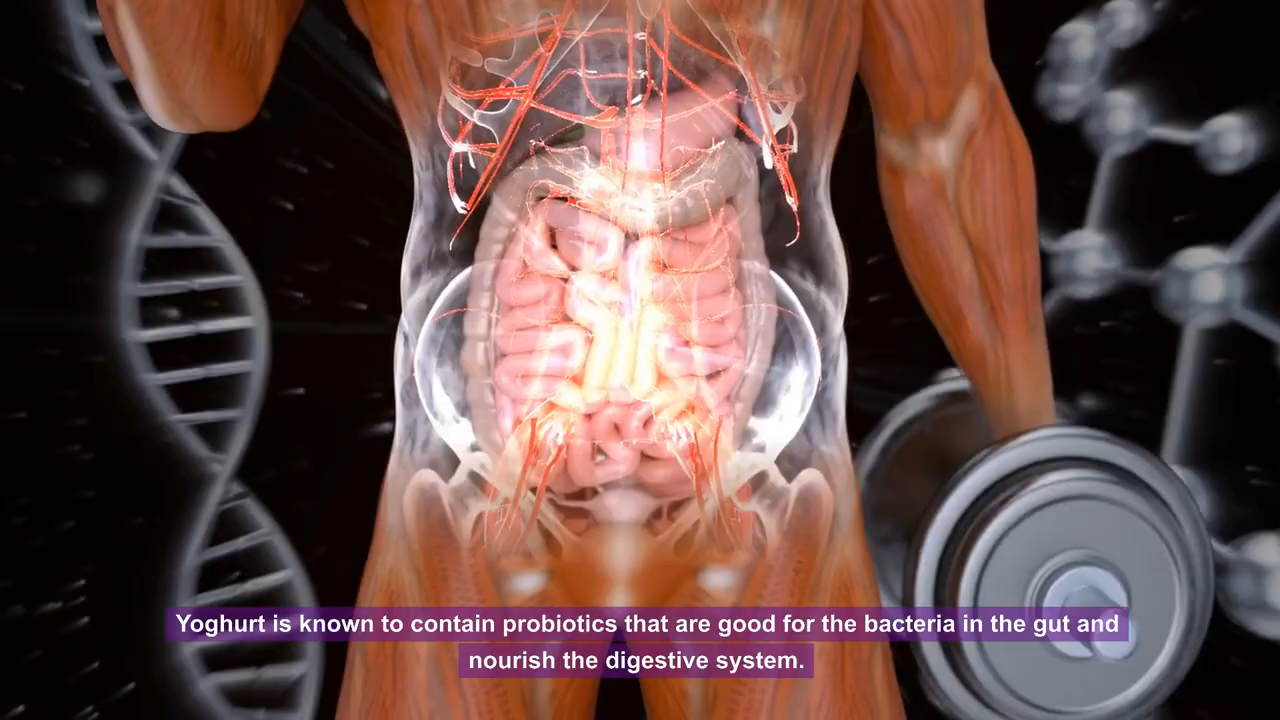 Yoghurt is known to contain probiotics that are good for the bacteria in the gut and
nourish the digestive system.